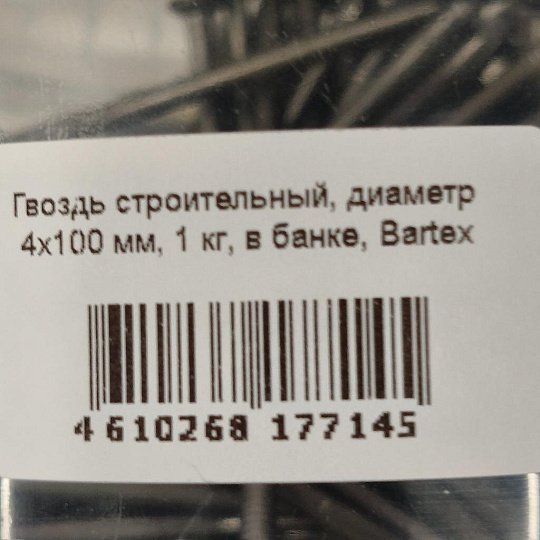 Гвоздь строительный, диаметр
4х100 мм, 1 кг, в банке, Bartex
4 610268 177145